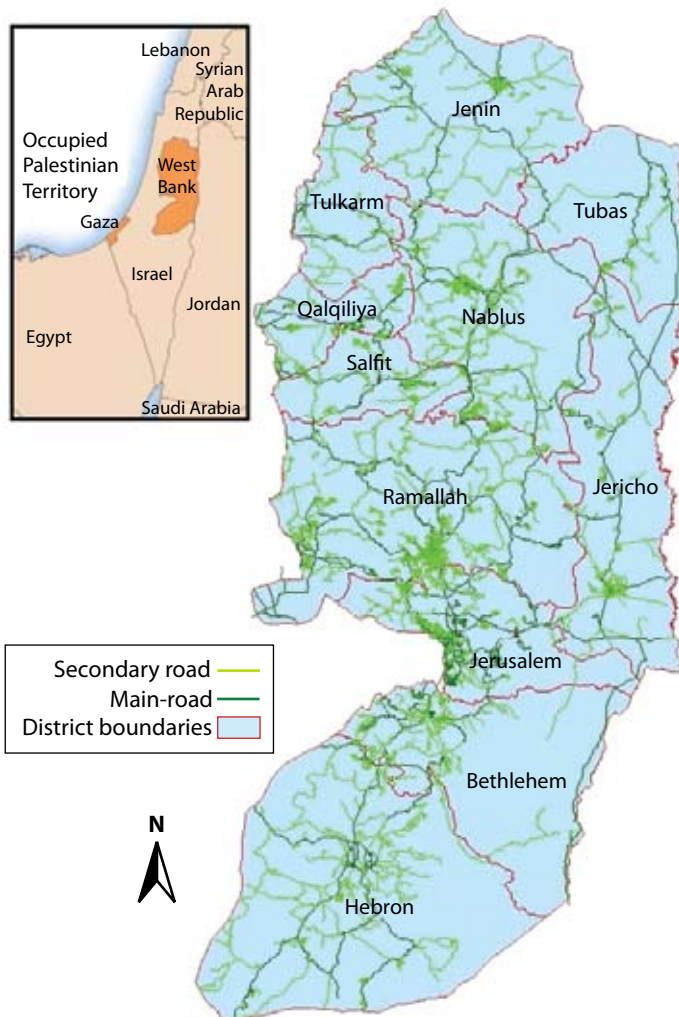 Lebanon
Syrian
Arab
Republic
Occupied
Palestinian
Territory
West
Bank
Gaza
Israel
Jordan
Egypt
Saudi Arabia
Jenin
Tubas
Tulkarm
Qalqiliya
Nablus
Salfit
Ramallah
Jericho
Jerusalem
Bethlehem
Hebron
Secondary road
Main-road
District boundaries
N